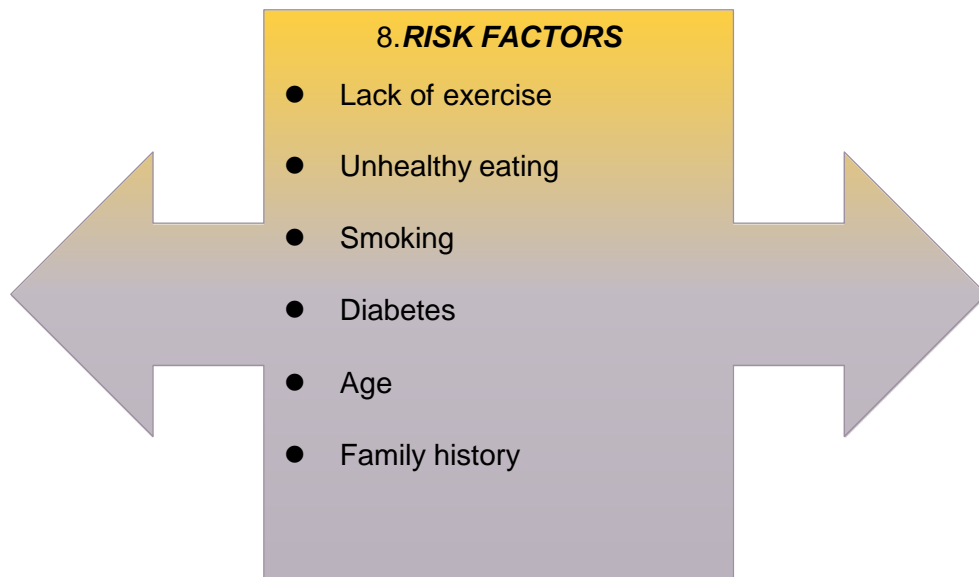 8.RISK FACTORS
● Lack of exercise
● Unhealthy eating
● Smoking
● Diabetes
● Age
● Family history